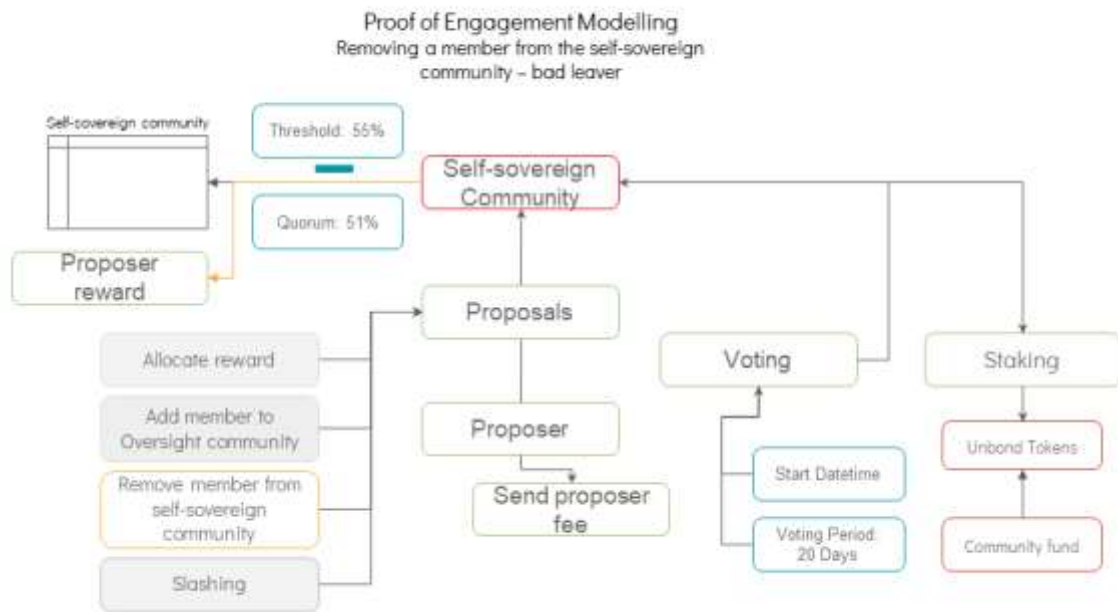 Proof of Engagement Modelling
Removing a member from the self-sovereign
community – bad leaver
Self-sovereign community
Threshold: 55%
Self-sovereign
Community
Quorum: 51%
Proposer
reward
Proposals
Allocate reward
Voting
Staking
Add member to
Oversight community
Proposer
Unbond Tokens
Remove member from
self-sovereign
community
Start Datetime
Send proposer
fee
Voting Period:
20 Days
Community fund
Slashing